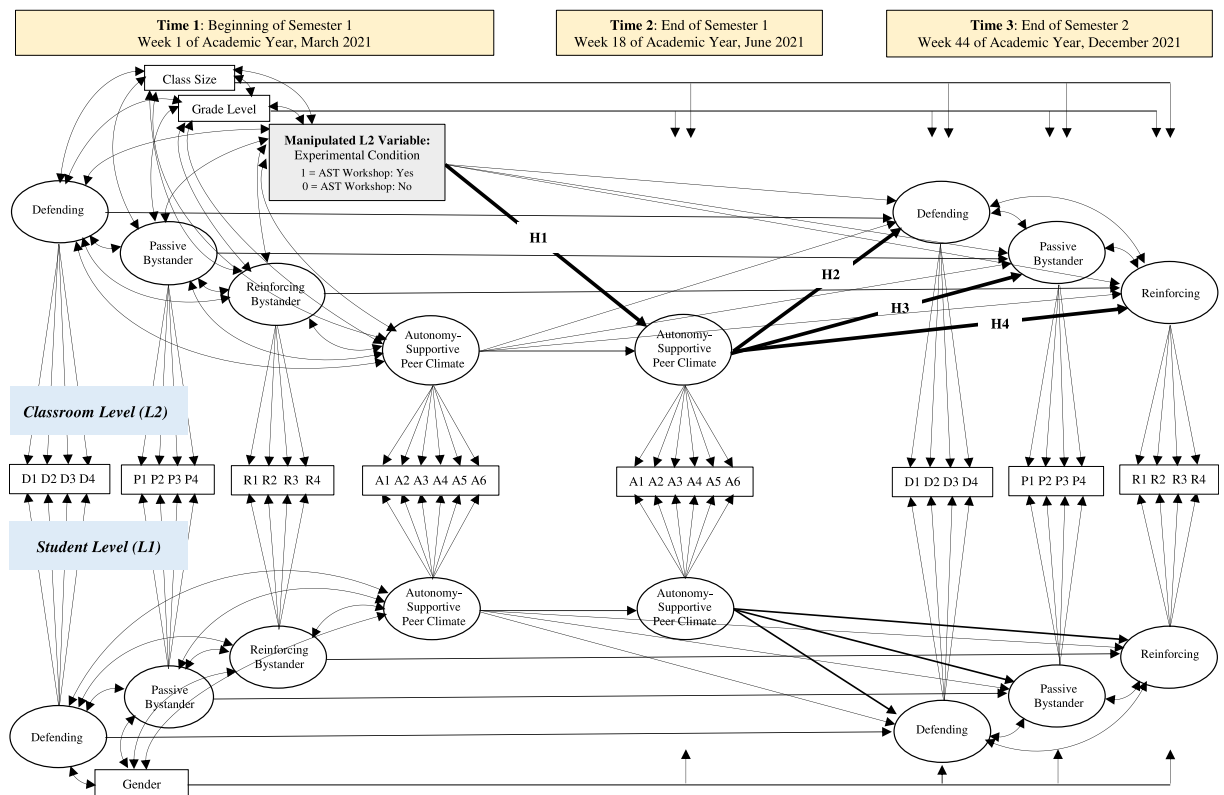 Time 1: Beginning of Semester 1
Week 1 of Academic Year, March 2021
Time 2: End of Semester 1
Week 18 of Academic Year, June 2021
Time 3: End of Semester 2
Week 44 of Academic Year, December 2021
Class Size
Grade Level
Manipulated L2 Variable:
Experimental Condition
1 = AST Workshop: Yes
0 = AST Workshop: No
Defending
Passive
Bystander
Reinforcing
Bystander
Autonomy-
Supportive
Peer Climate
H1
Autonomy-
Supportive
Peer Climate
H2
H3
H4
Defending
Passive
Bystander
Reinforcing
Classroom Level (L2)
D1 D2 D3 D4
P1 P2 P3 P4
R1 R2 R3 R4
A1 A2 A3 A4 A5 A6
A1 A2 A3 A4 A5 A6
D1 D2 D3 D4
P1 P2 P3 P4
R1 R2 R3 R4
Student Level (L1)
Autonomy-
Supportive
Peer Climate
Autonomy-
Supportive
Peer Climate
Reinforcing
Bystander
Reinforcing
Passive
Bystander
Passive
Bystander
Defending
Defending
Gender